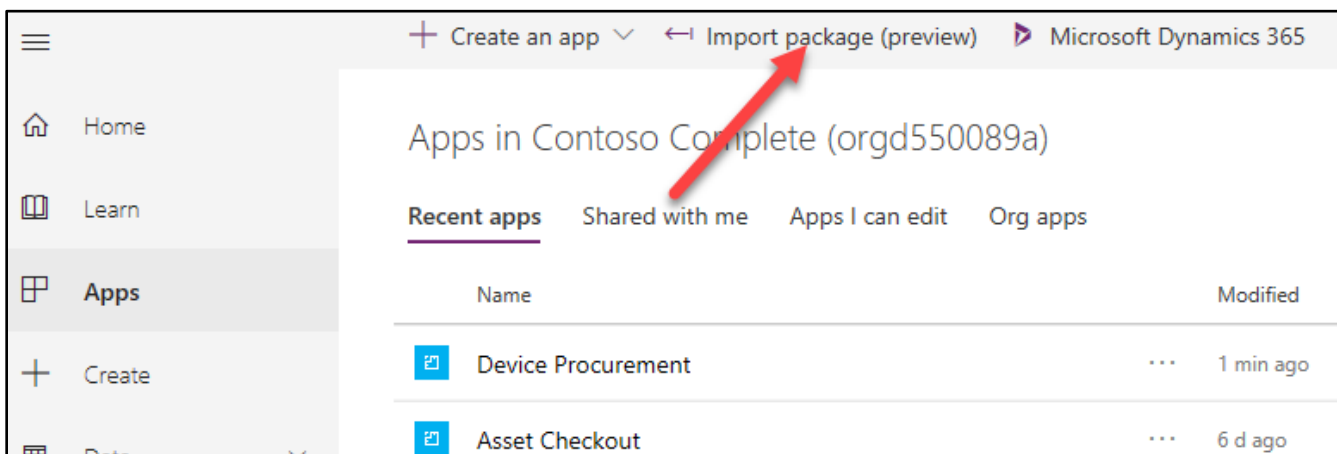 Create an app
Import package (preview)
Microsoft Dynamics 365
Home
Learn
Apps
Create
Data
Apps in Contoso Complete (orgd550089a)
Recent apps Shared with me Apps I can edit Org apps
Name Modified
Device Procurement ... 1 min ago
Asset Checkout ... 6 d ago